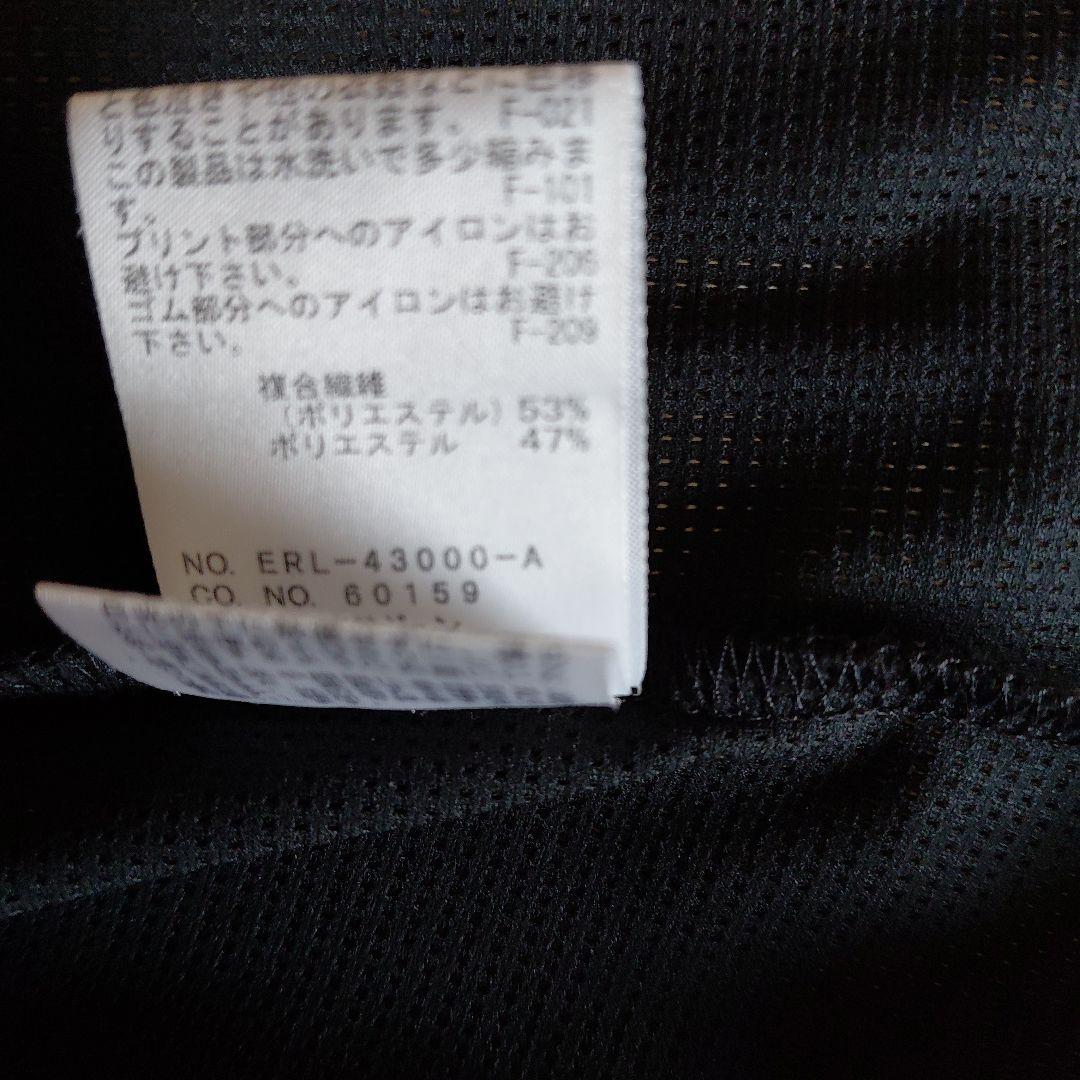 りすることがあります。 F-021
この製品は水洗いで多少縮みま
す。 F-101
プリント部分へのアイロンはお
避け下さい。 F-206
ゴム部分へのアイロンはお避け
下さい。 F-209
複合繊維
(ポリエステル) 53%
ポリエステル 47%
NO. ERL-43000-A
CO. NO. 60159